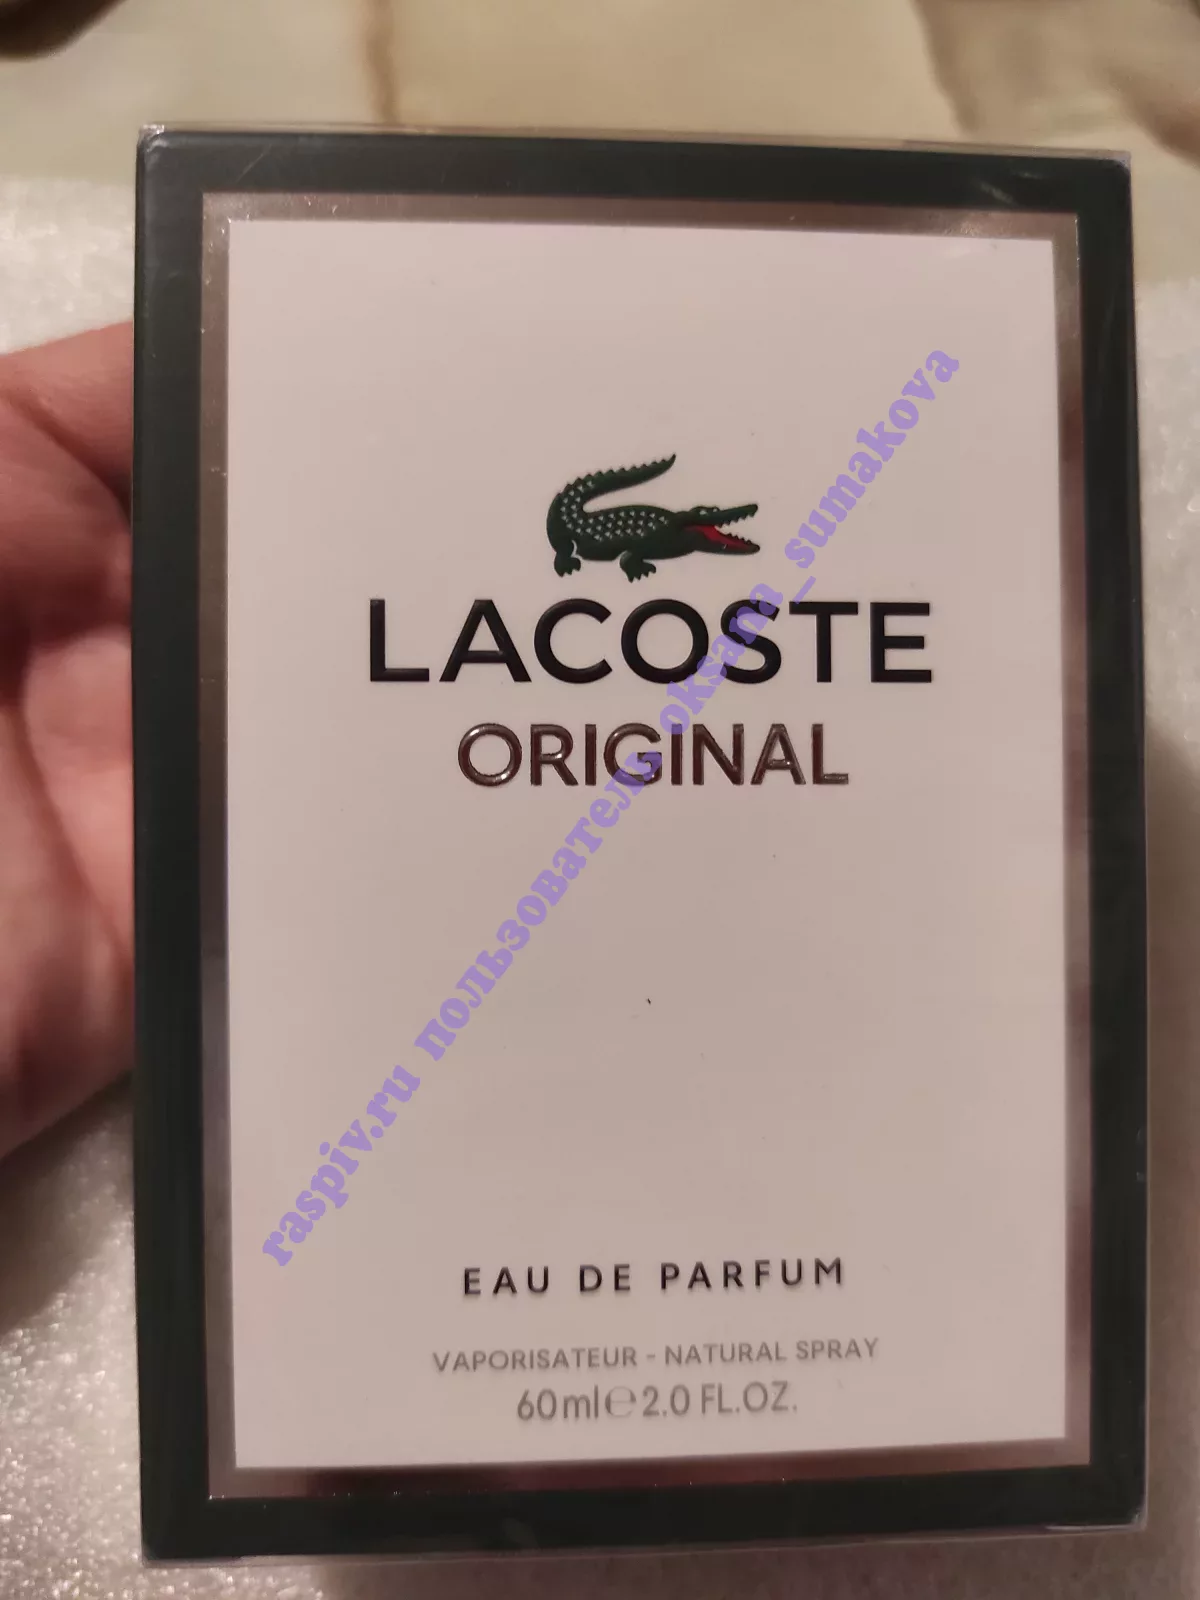 LACOSTE
ORIGINAL
raspiv.ru пользователь oksana_sumakova
EAU DE PARFUM
VAPORISATEUR - NATURAL SPRAY
60ml℮2.0 FL.OZ.